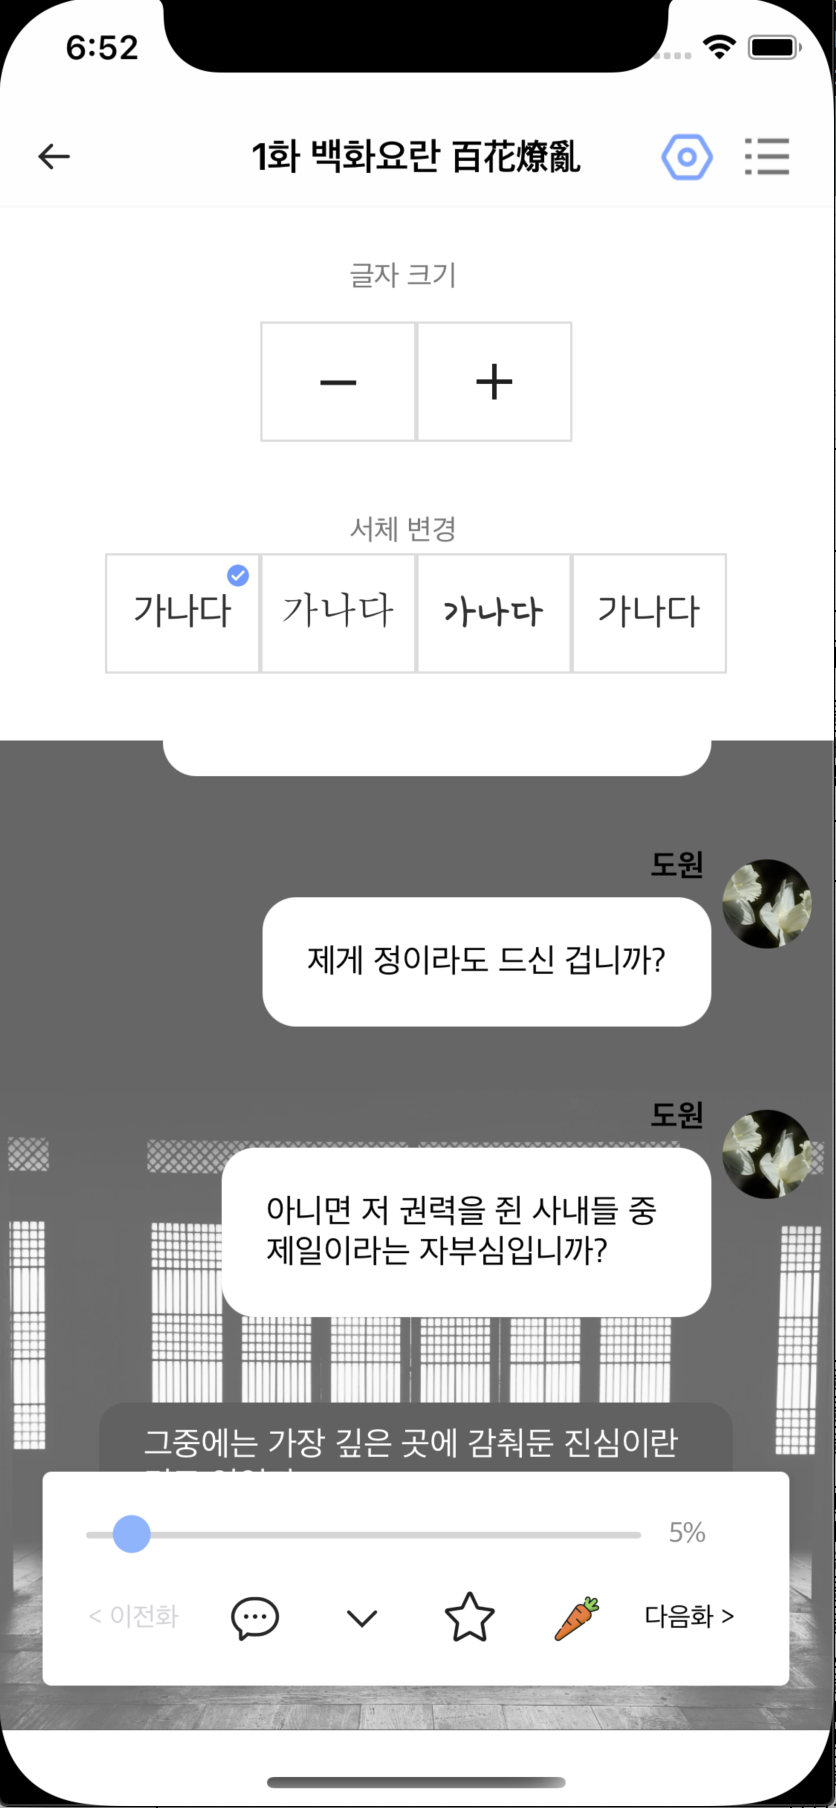 6:52
1화 백화요란 百花燎亂
글자 크기
서체 변경
가나다 가나다 가나다 가나다
도원
제게 정이라도 드신 겁니까?
도원
아니면 저 권력을 쥔 사내들 중
제일이라는 자부심입니까?
그중에는 가장 깊은 곳에 감춰둔 진심이란
5%
< 이전화
다음화 >